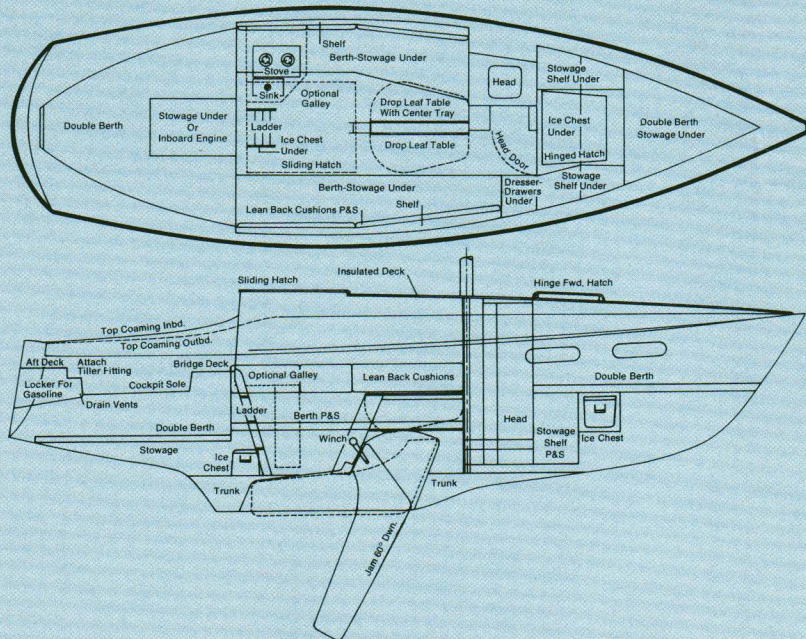 Shelf
Berth-Stowage Under
Stove
Sink
Optional
Galley
Drop Leaf Table
With Center Tray
Head
Stowage
Shelf Under
Double Berth
Stowage Under
Or
Inboard Engine
Ladder
Ice Chest
Under
Sliding Hatch
Drop Leaf Table
Head Door
Ice Chest
Under
Hinged Hatch
Double Berth
Stowage Under
Berth-Stowage Under
Dresser-
Drawers
Under
Stowage
Shelf Under
Lean Back Cushions P&S
Shelf
Sliding Hatch
Insulated Deck
Hinge Fwd. Hatch
Top Coaming Inbd.
Top Coaming Outbd.
Aft Deck
Attach
Tiller Fitting
Bridge Deck
Optional Galley
Lean Back Cushions
Locker For
Gasoline
Cockpit Sole
Drain Vents
Double Berth
Ladder
Berth P&S
Head
Double Berth
Stowage
Winch
Stowage
Shelf
P&S
Ice Chest
Ice
Chest
Trunk
Trunk
Jam 60° Dwn.